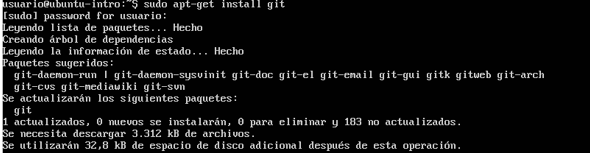 usuario@ubuntu-intro:~$ sudo apt-get install git
[sudo] password for usuario:
Leyendo lista de paquetes... Hecho
Creando árbol de dependencias
Leyendo la información de estado... Hecho
Paquetes sugeridos:
  git-daemon-run | git-daemon-sysvinit git-doc git-el git-email git-gui gitk gitweb git-arch
  git-cvs git-mediawiki git-svn
Se actualizarán los siguientes paquetes:
  git
1 actualizados, 0 nuevos se instalarán, 0 para eliminar y 183 no actualizados.
Se necesita descargar 3.312 kB de archivos.
Se utilizarán 32,8 kB de espacio de disco adicional después de esta operación.